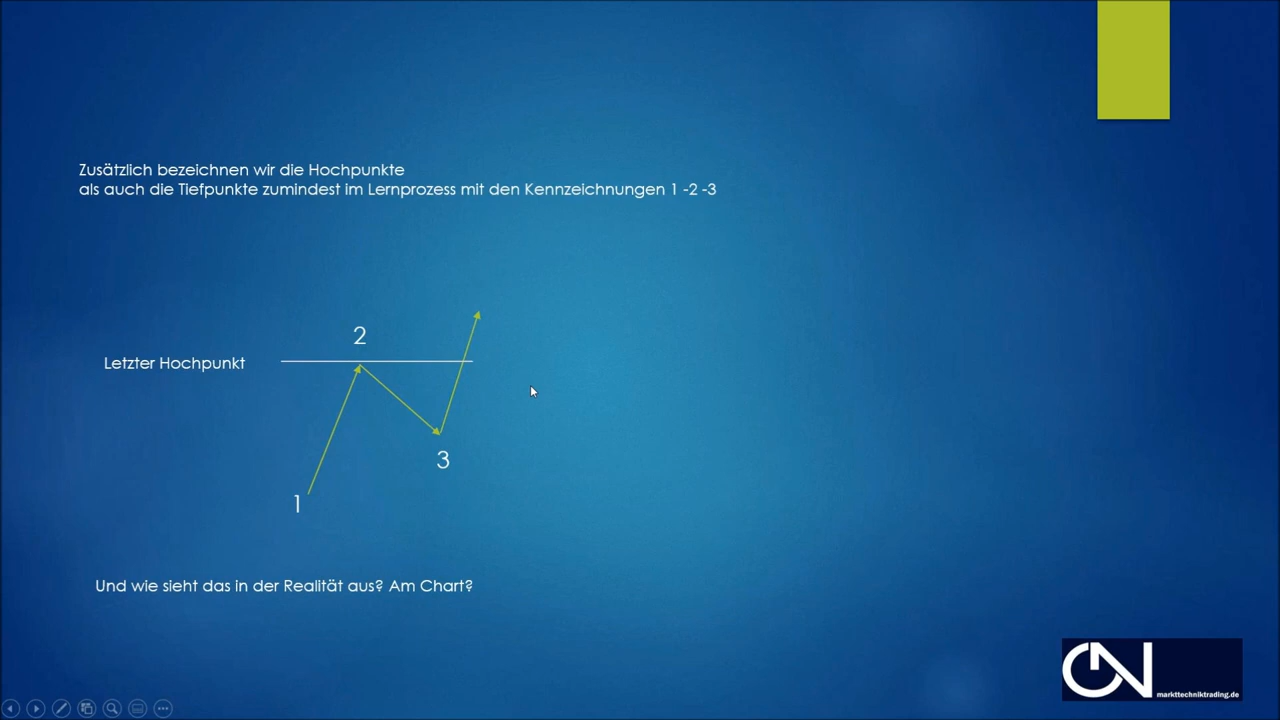 Zusätzlich bezeichnen wir die Hochpunkte
als auch die Tiefpunkte zumindest im Lernprozess mit den Kennzeichnungen 1 -2 -3
2
Letzter Hochpunkt
3
1
Und wie sieht das in der Realität aus? Am Chart?
markttechniktrading.de